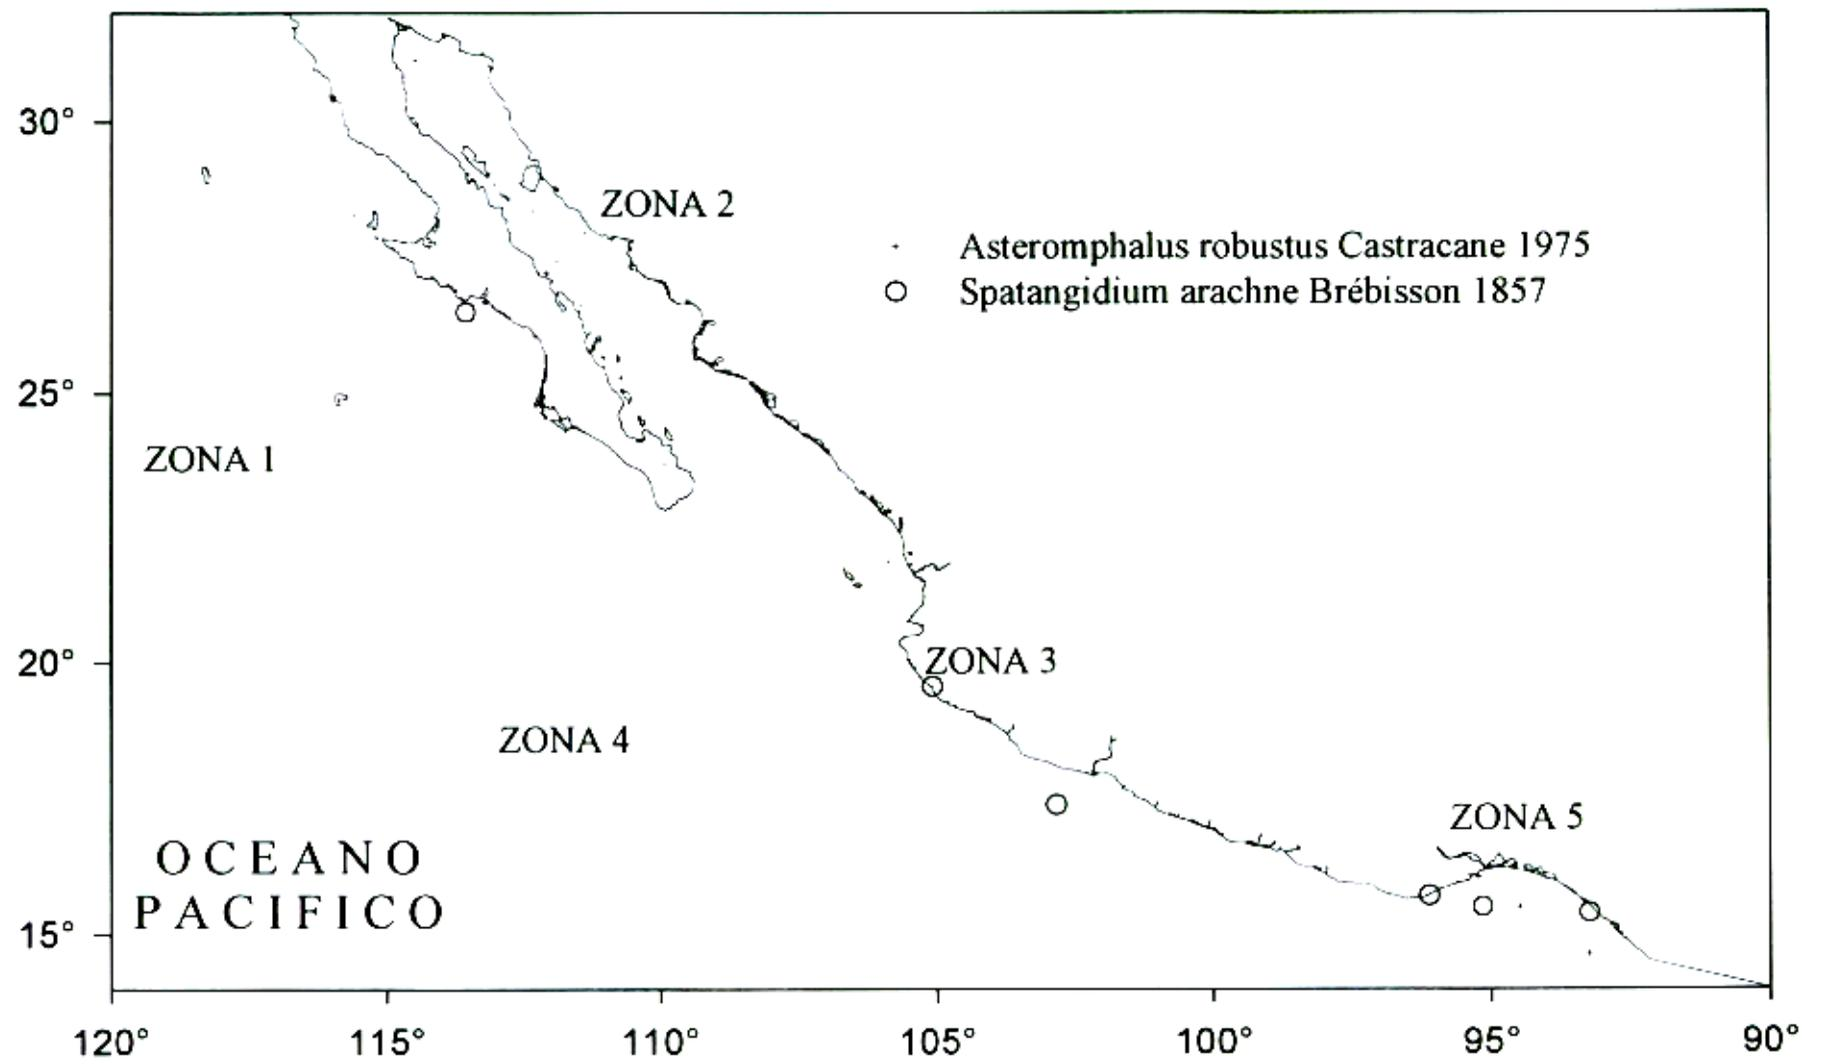 30°
ZONA 2
Asteromphalus robustus Castracane 1975
Spatangidium arachne Brébisson 1857
25°
ZONA 1
20°
ZONA 3
ZONA 4
ZONA 5
OCEANO
PACIFICO
15°
120° 115° 110° 105° 100° 95° 90°